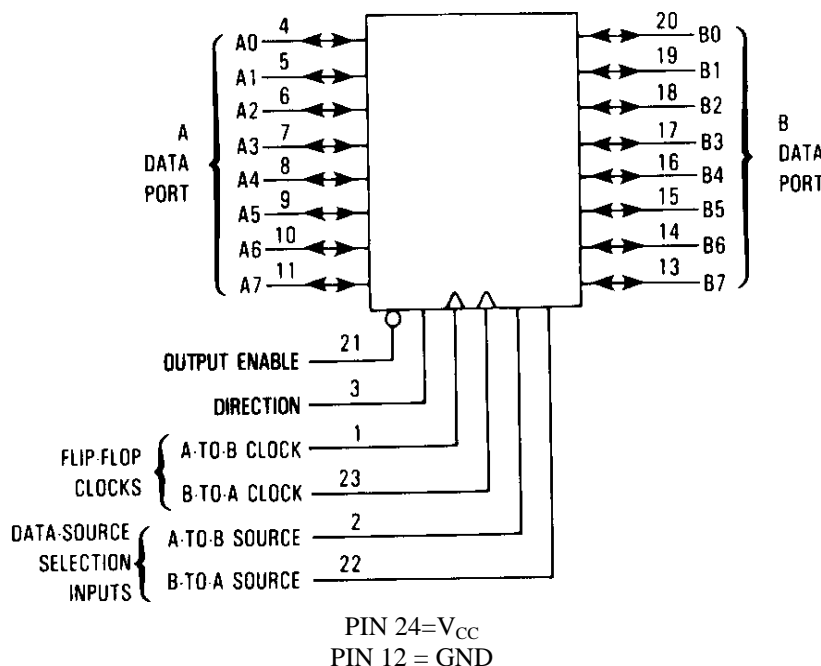 A
DATA
PORT
A0 4
A1 5
A2 6
A3 7
A4 8
A5 9
A6 10
A7 11
20 B0
19 B1
18 B2
17 B3
16 B4
15 B5
14 B6
13 B7
B
DATA
PORT
OUTPUT ENABLE 21
DIRECTION 3
FLIP-FLOP
CLOCKS
A-TO-B CLOCK 1
B-TO-A CLOCK 23
DATA-SOURCE
SELECTION
INPUTS
A-TO-B SOURCE 2
B-TO-A SOURCE 22
PIN 24=VCC
PIN 12 = GND